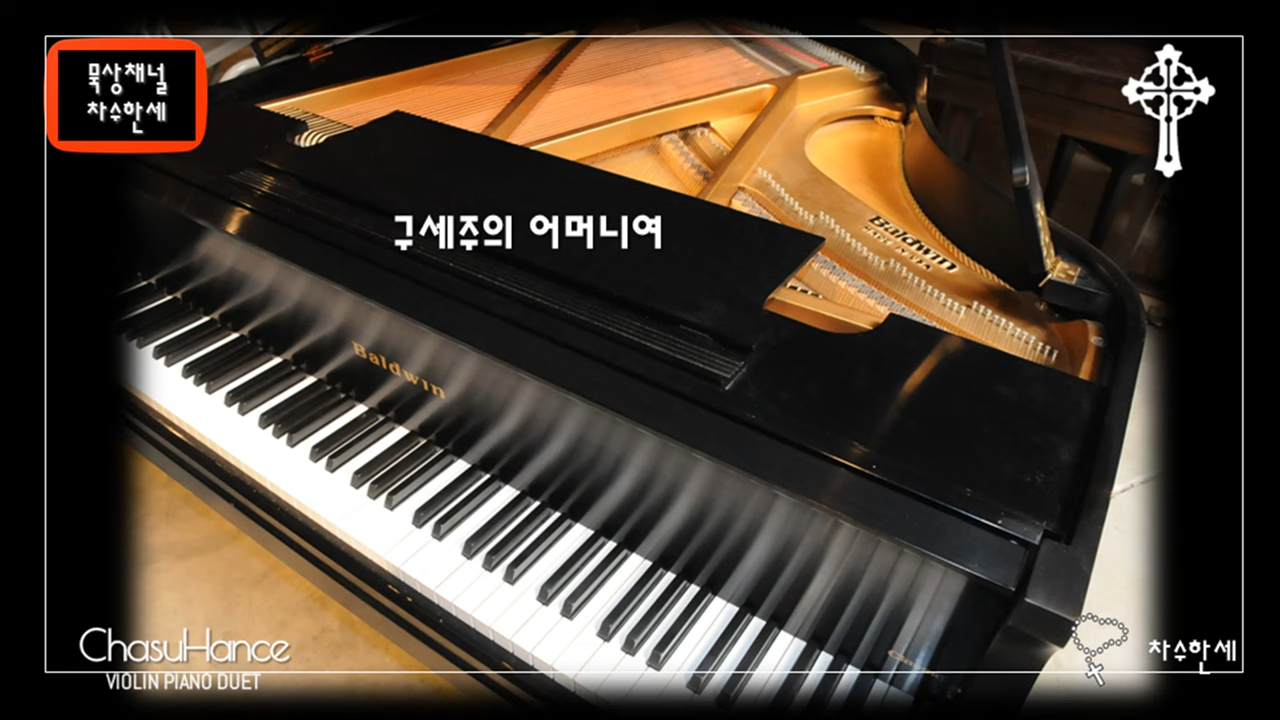 묵상채널
차수한세
Baldwin
구세주의 어머니여
Baldwin
ChasuHance
VIOLIN PIANO DUET
차수한세